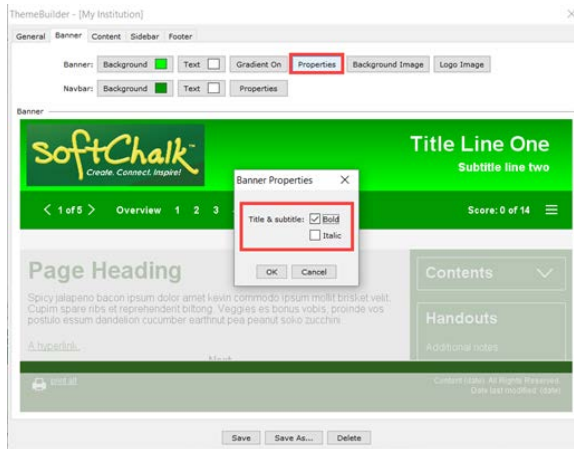 ThemeBuilder - [My Institution]
General Banner Content Sidebar Footer
Banner: Background Text Gradient On Properties Background Image Logo Image
Navbar: Background Text Properties
Banner
SoftChalk™
Create. Connect. Inspire!
Title Line One
Subtitle line two
< 1 of 5 > Overview 1 2 3
Score: 0 of 14
Banner Properties
Title & subtitle: Bold
Italic
OK Cancel
Page Heading
Spicy jalapeno bacon ipsum dolor amet kevin commodo ipsum mollit brisket velit.
Cupim spare ribs et reprehenderit biltong. Veggies es bonus vobis, proinde vos
postulo essum dandelion cucumber earthnut pea peanut soko zucchini
A hyperlink.
Next
Contents
Handouts
Additional notes
print all
Content (date) All Rights Reserved.
Date last modified (date)
Save Save As... Delete